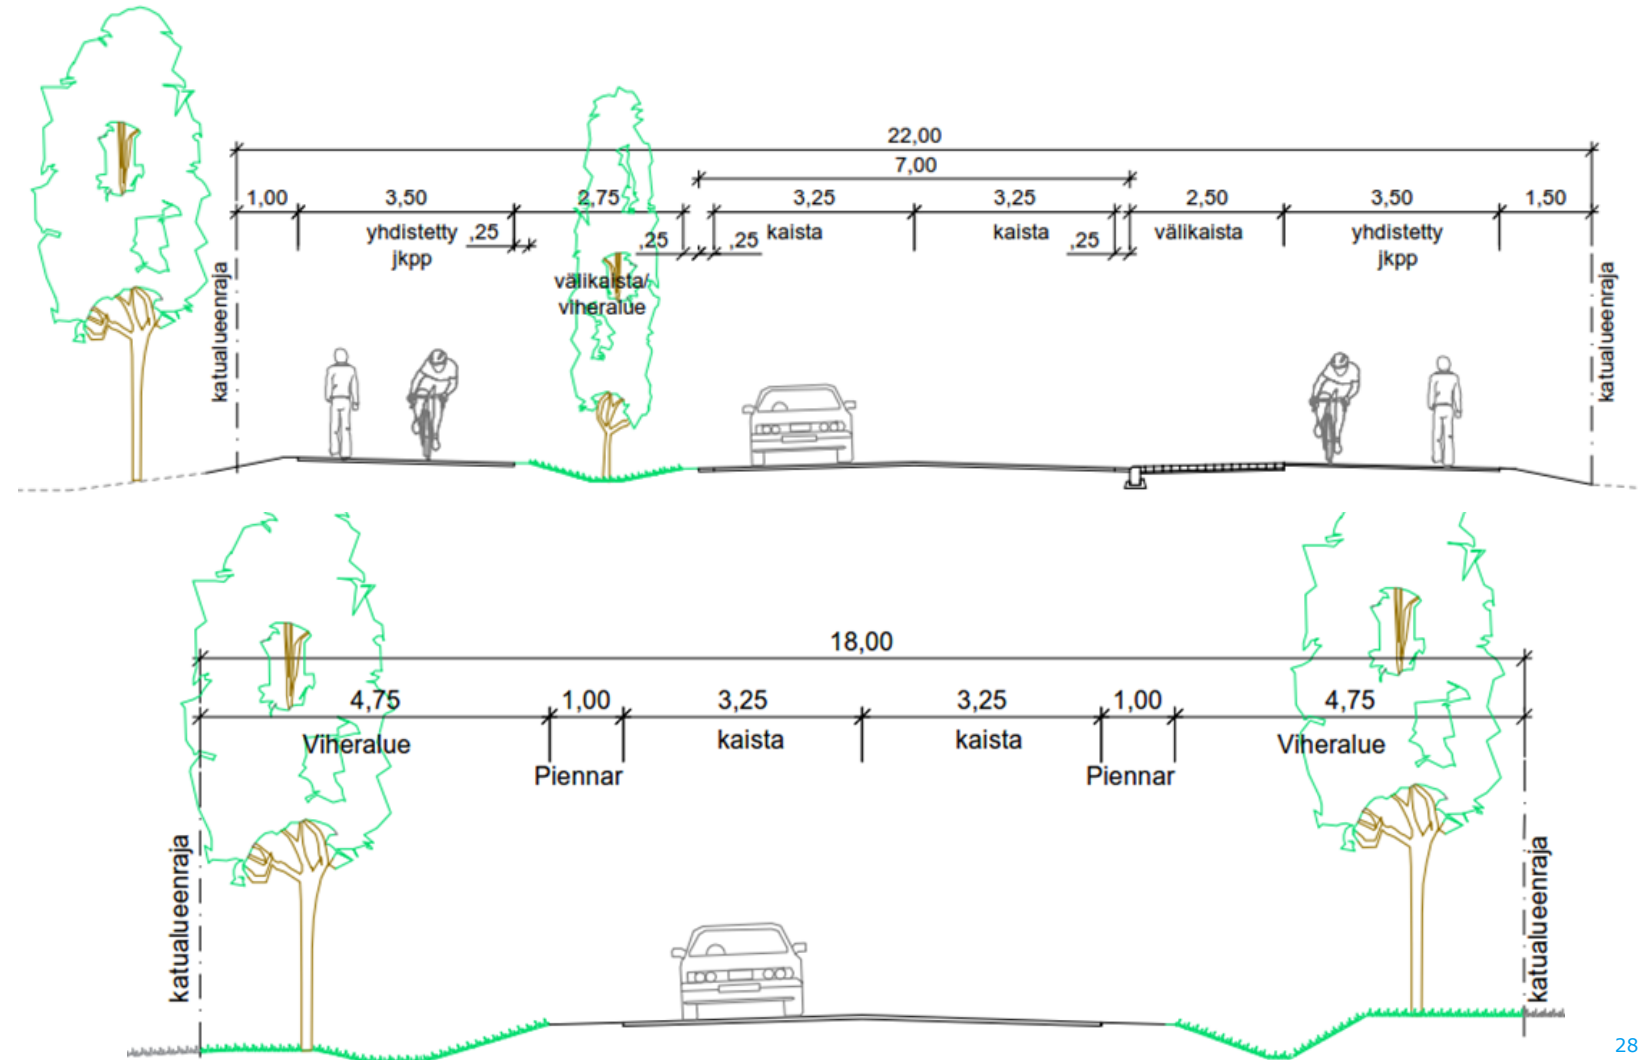 22,00
7,00
1,00 3,50 2,75 3,25 3,25 2,50 3,50 1,50
yhdistetty ,25 ,25 ,25 kaista kaista ,25 välikaista yhdistetty
jkpp jkpp
välikaista/
viheralue
katualueenraja
katualueenraja
18,00
4,75 1,00 3,25 3,25 1,00 4,75
Viheralue kaista kaista Viheralue
Piennar Piennar
katualueenraja
katualueenraja
28